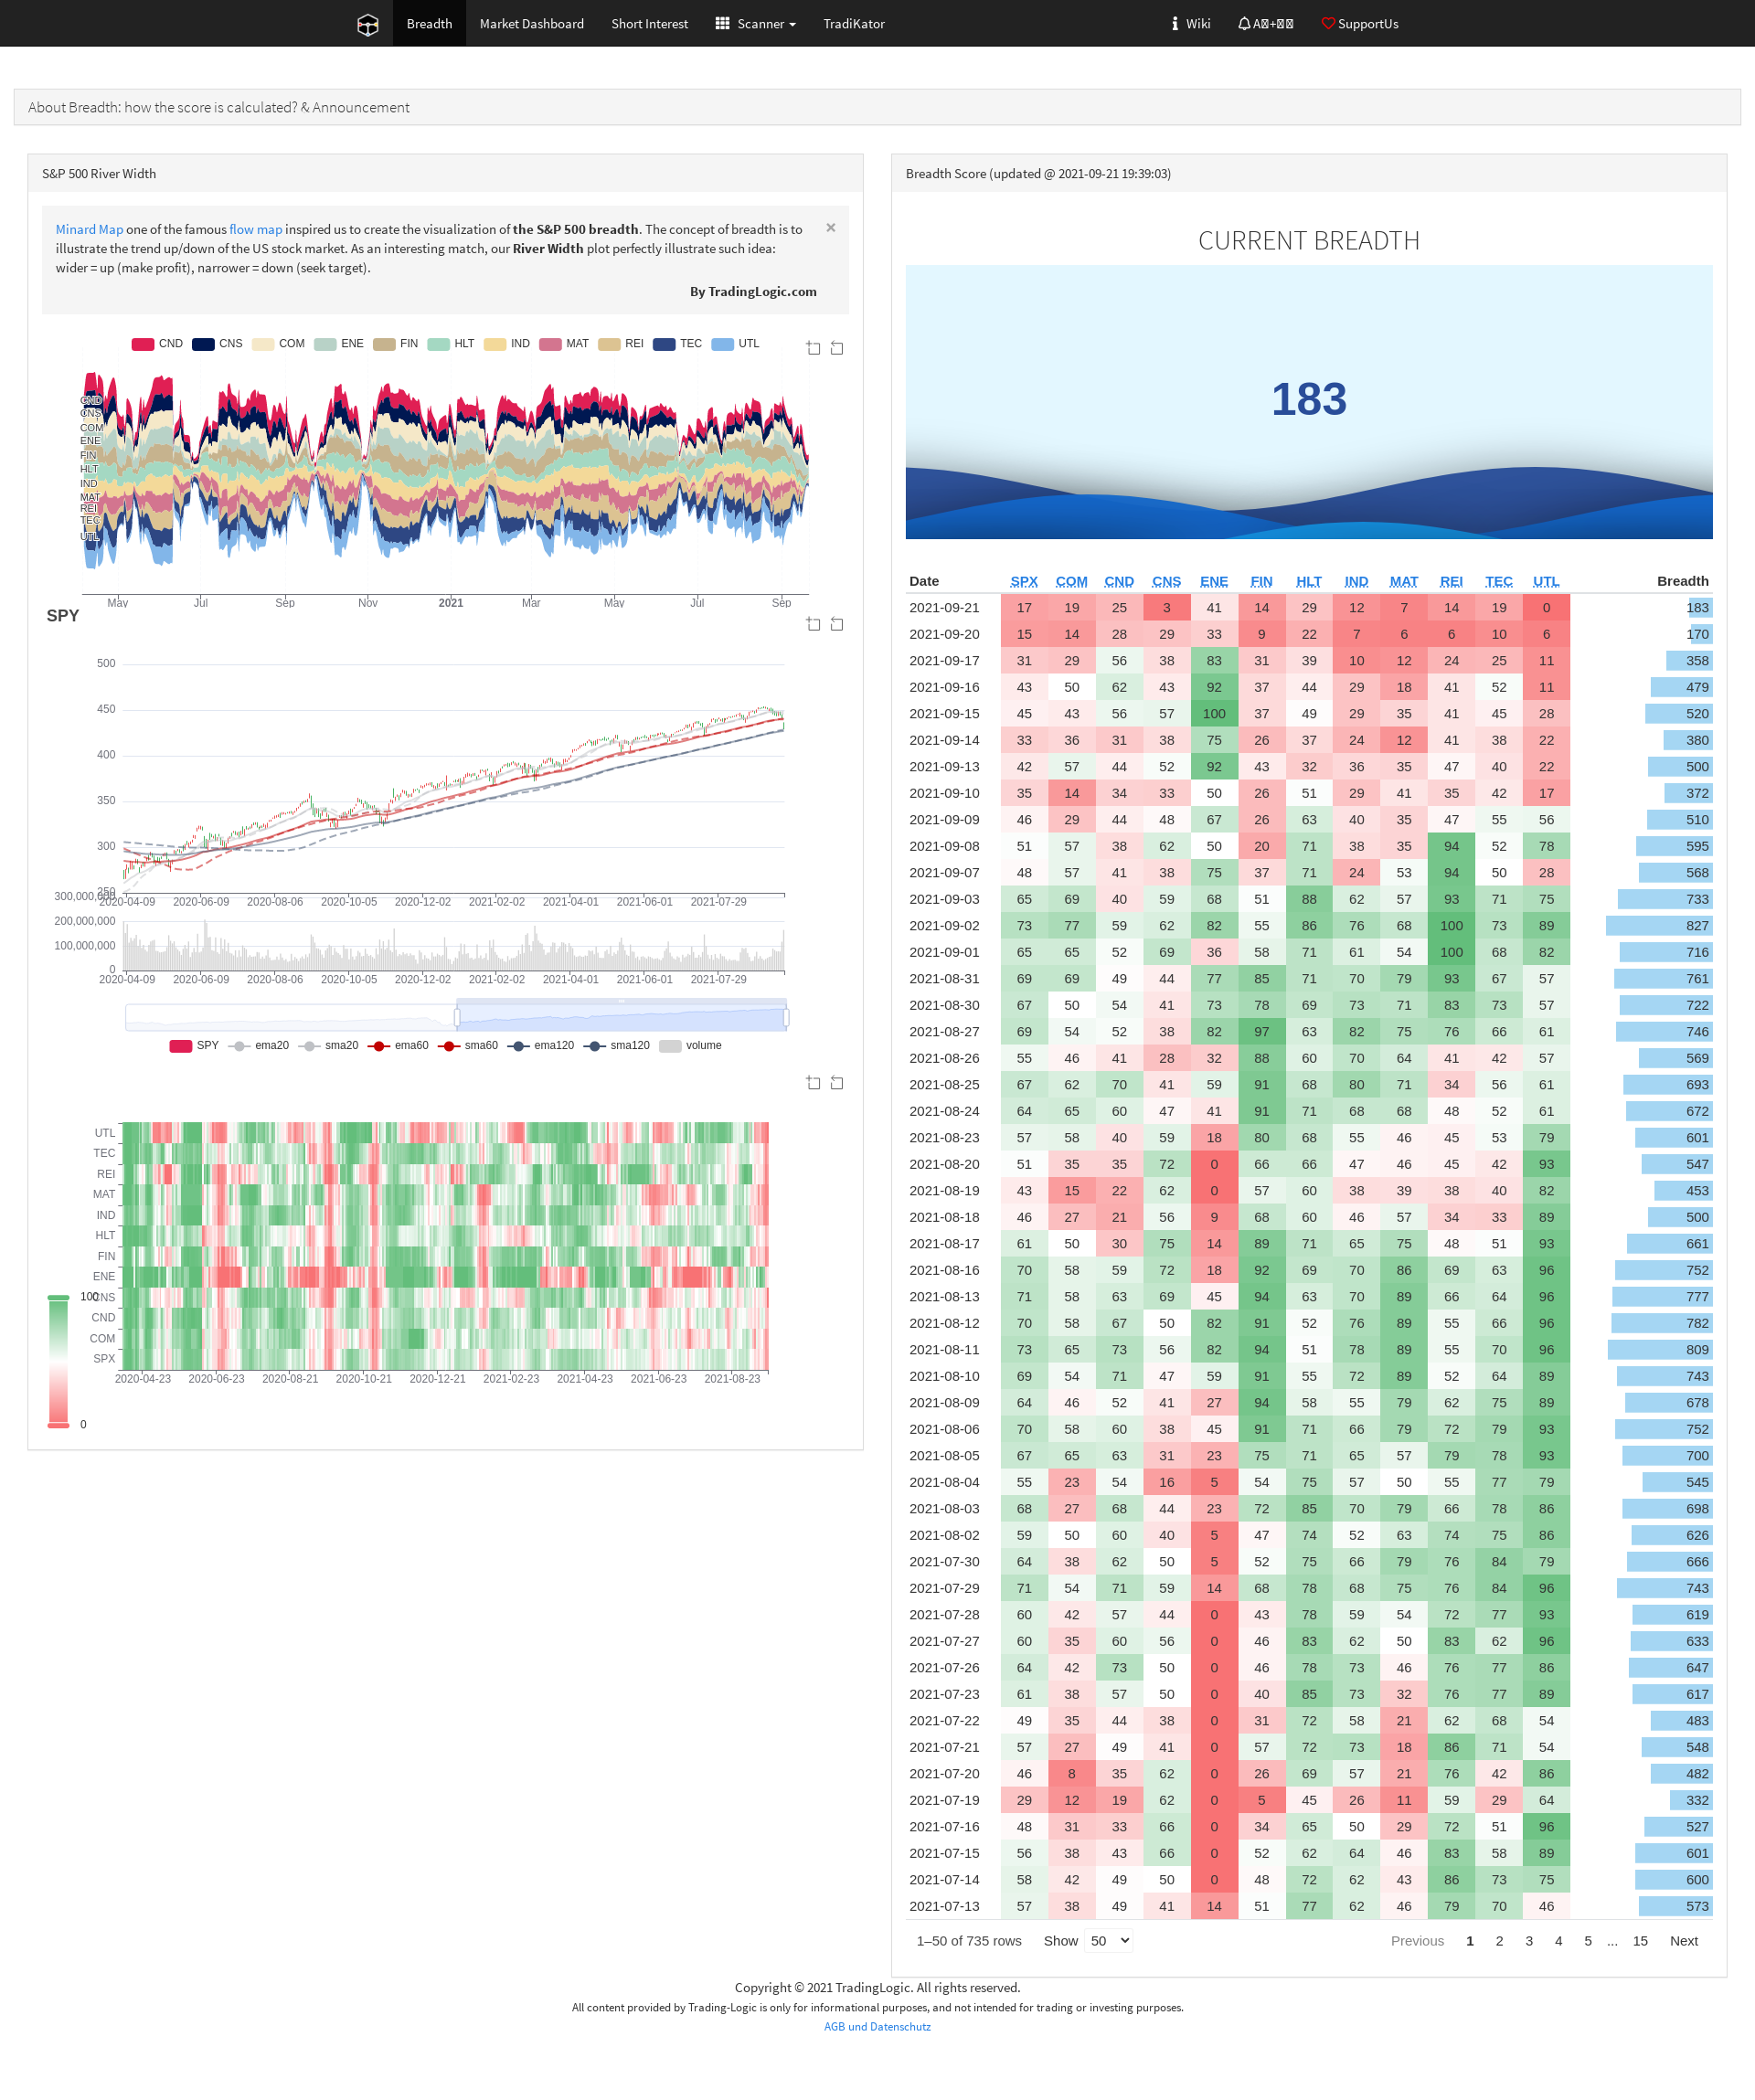 Breadth Market Dashboard Short Interest Scanner TradiKator Wiki SupportUs
About Breadth: how the score is calculated? & Announcement
S&P 500 River Width
Minard Map one of the famous flow map inspired us to create the visualization of the S&P 500 breadth. The concept of breadth is to
illustrate the trend up/down of the US stock market. As an interesting match, our River Width plot perfectly illustrate such idea:
wider = up (make profit), narrower = down (seek target).
×
By TradingLogic.com
CND CNS COM ENE FIN HLT IND MAT REI TEC UTL
CND
CNS
COM
ENE
FIN
HLT
IND
MAT
REI
TEC
UTL
May Jul Sep Nov 2021 Mar May Jul Sep
SPY
500
450
400
350
300
250
2020-04-09 2020-06-09 2020-08-06 2020-10-05 2020-12-02 2021-02-02 2021-04-01 2021-06-01 2021-07-29
300,000,000
200,000,000
100,000,000
0
2020-04-09 2020-06-09 2020-08-06 2020-10-05 2020-12-02 2021-02-02 2021-04-01 2021-06-01 2021-07-29
SPY ema20 sma20 ema60 sma60 ema120 sma120 volume
UTL
TEC
REI
MAT
IND
HLT
FIN
ENE
CNS
CND
COM
SPX
2020-04-23 2020-06-23 2020-08-21 2020-10-21 2020-12-21 2021-02-23 2021-04-23 2021-06-23 2021-08-23
100
0
Breadth Score (updated @ 2021-09-21 19:39:03)
CURRENT BREADTH
183
Date SPX COM CND CNS ENE FIN HLT IND MAT REI TEC UTL Breadth
2021-09-21 17 19 25 3 41 14 29 12 7 14 19 0 183
2021-09-20 15 14 28 29 33 9 22 7 6 6 10 6 170
2021-09-17 31 29 56 38 83 31 39 10 12 24 25 11 358
2021-09-16 43 50 62 43 92 37 44 29 18 41 52 11 479
2021-09-15 45 43 56 57 100 37 49 29 35 41 45 28 520
2021-09-14 33 36 31 38 75 26 37 24 12 41 38 22 380
2021-09-13 42 57 44 52 92 43 32 36 35 47 40 22 500
2021-09-10 35 14 34 33 50 26 51 29 41 35 42 17 372
2021-09-09 46 29 44 48 67 26 63 40 35 47 55 56 510
2021-09-08 51 57 38 62 50 20 71 38 35 94 52 78 595
2021-09-07 48 57 41 38 75 37 71 24 53 94 50 28 568
2021-09-03 65 69 40 59 68 51 88 62 57 93 71 75 733
2021-09-02 73 77 59 62 82 55 86 76 68 100 73 89 827
2021-09-01 65 65 52 69 36 58 71 61 54 100 68 82 716
2021-08-31 69 69 49 44 77 85 71 70 79 93 67 57 761
2021-08-30 67 50 54 41 73 78 69 73 71 83 73 57 722
2021-08-27 69 54 52 38 82 97 63 82 75 76 66 61 746
2021-08-26 55 46 41 28 32 88 60 70 64 41 42 57 569
2021-08-25 67 62 70 41 59 91 68 80 71 34 56 61 693
2021-08-24 64 65 60 47 41 91 71 68 68 48 52 61 672
2021-08-23 57 58 40 59 18 80 68 55 46 45 53 79 601
2021-08-20 51 35 35 72 0 66 66 47 46 45 42 93 547
2021-08-19 43 15 22 62 0 57 60 38 39 38 40 82 453
2021-08-18 46 27 21 56 9 68 60 46 57 34 33 89 500
2021-08-17 61 50 30 75 14 89 71 65 75 48 51 93 661
2021-08-16 70 58 59 72 18 92 69 70 86 69 63 96 752
2021-08-13 71 58 63 69 45 94 63 70 89 66 64 96 777
2021-08-12 70 58 67 50 82 91 52 76 89 55 66 96 782
2021-08-11 73 65 73 56 82 94 51 78 89 55 70 96 809
2021-08-10 69 54 71 47 59 91 55 72 89 52 64 89 743
2021-08-09 64 46 52 41 27 94 58 55 79 62 75 89 678
2021-08-06 70 58 60 38 45 91 71 66 79 72 79 93 752
2021-08-05 67 65 63 31 23 75 71 65 57 79 78 93 700
2021-08-04 55 23 54 16 5 54 75 57 50 55 77 79 545
2021-08-03 68 27 68 44 23 72 85 70 79 66 78 86 698
2021-08-02 59 50 60 40 5 47 74 52 63 74 75 86 626
2021-07-30 64 38 62 50 5 52 75 66 79 76 84 79 666
2021-07-29 71 54 71 59 14 68 78 68 75 76 84 96 743
2021-07-28 60 42 57 44 0 43 78 59 54 72 77 93 619
2021-07-27 60 35 60 56 0 46 83 62 50 83 62 96 633
2021-07-26 64 42 73 50 0 46 78 73 46 76 77 86 647
2021-07-23 61 38 57 50 0 40 85 73 32 76 77 89 617
2021-07-22 49 35 44 38 0 31 72 58 21 62 68 54 483
2021-07-21 57 27 49 41 0 57 72 73 18 86 71 54 548
2021-07-20 46 8 35 62 0 26 69 57 21 76 42 86 482
2021-07-19 29 12 19 62 0 5 45 26 11 59 29 64 332
2021-07-16 48 31 33 66 0 34 65 50 29 72 51 96 527
2021-07-15 56 38 43 66 0 52 62 64 46 83 58 89 601
2021-07-14 58 42 49 50 0 48 72 62 43 86 73 75 600
2021-07-13 57 38 49 41 14 51 77 62 46 79 70 46 573
1–50 of 735 rows Show 50 Previous 1 2 3 4 5 ... 15 Next
Copyright © 2021 TradingLogic. All rights reserved.
All content provided by Trading-Logic is only for informational purposes, and not intended for trading or investing purposes.
AGB und Datenschutz